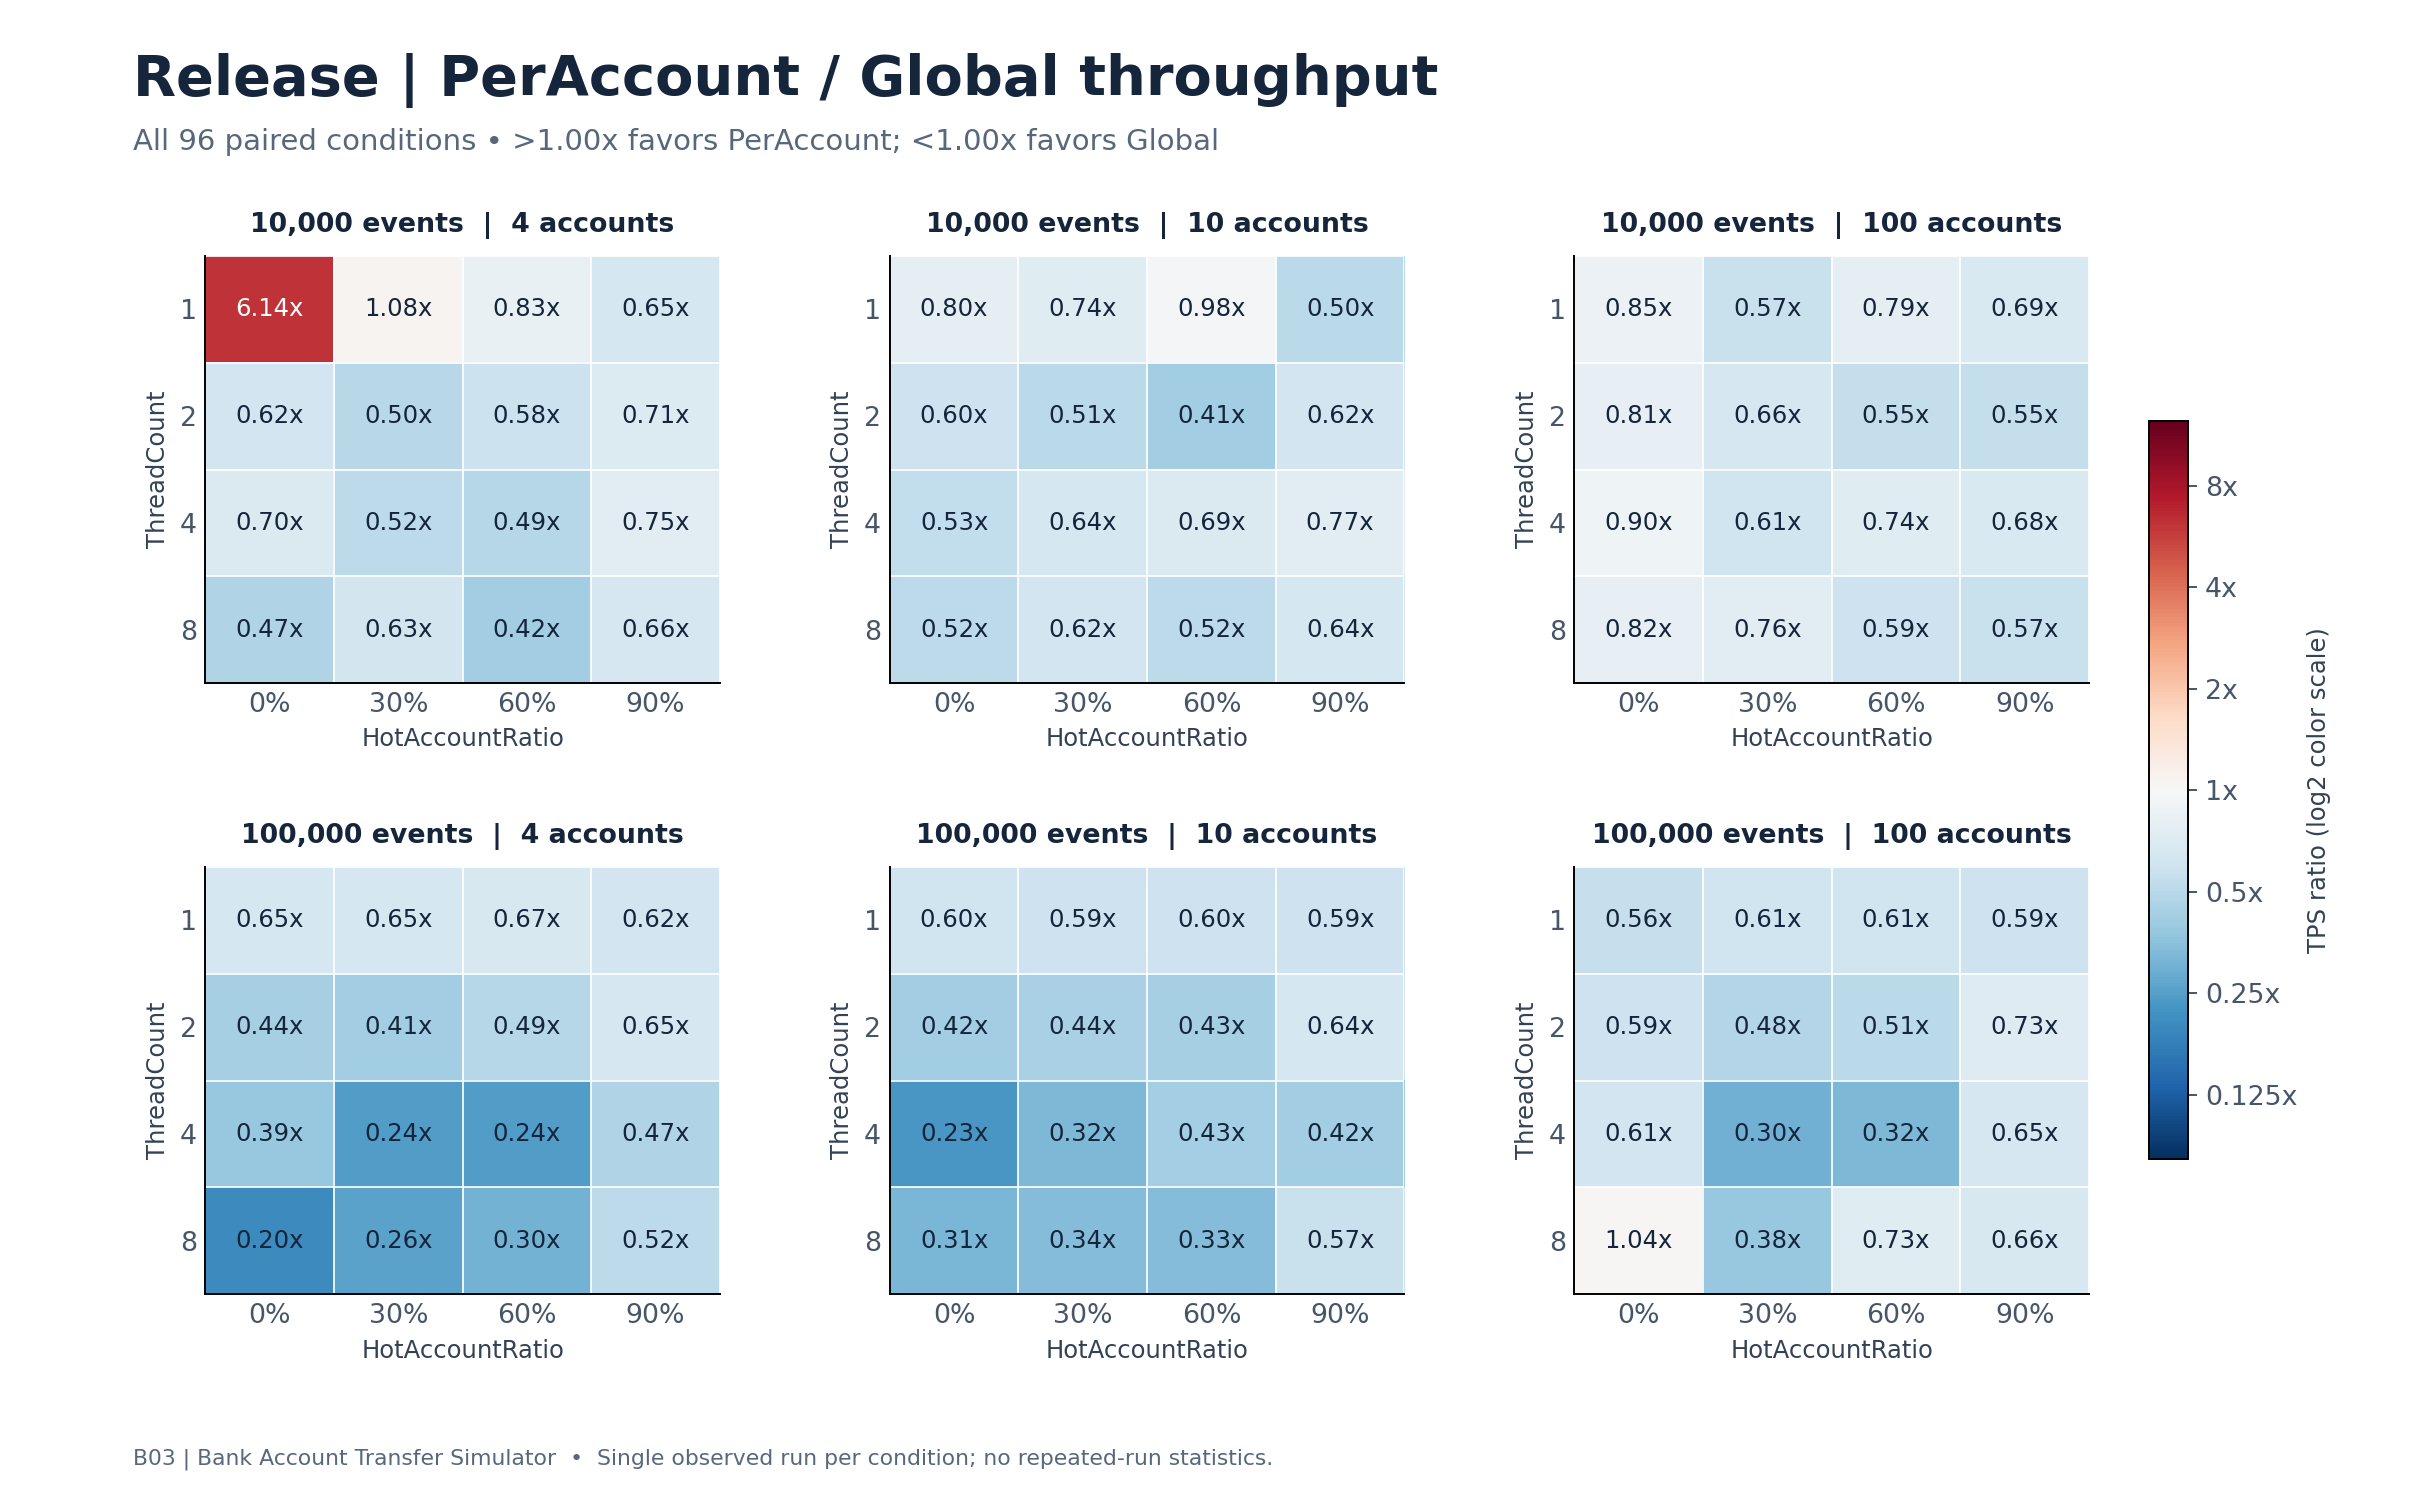 Release | PerAccount / Global throughput
All 96 paired conditions • >1.00x favors PerAccount; <1.00x favors Global
10,000 events | 4 accounts
ThreadCount
1 6.14x 1.08x 0.83x 0.65x
2 0.62x 0.50x 0.58x 0.71x
4 0.70x 0.52x 0.49x 0.75x
8 0.47x 0.63x 0.42x 0.66x
0% 30% 60% 90%
HotAccountRatio
10,000 events | 10 accounts
ThreadCount
1 0.80x 0.74x 0.98x 0.50x
2 0.60x 0.51x 0.41x 0.62x
4 0.53x 0.64x 0.69x 0.77x
8 0.52x 0.62x 0.52x 0.64x
0% 30% 60% 90%
HotAccountRatio
10,000 events | 100 accounts
ThreadCount
1 0.85x 0.57x 0.79x 0.69x
2 0.81x 0.66x 0.55x 0.55x
4 0.90x 0.61x 0.74x 0.68x
8 0.82x 0.76x 0.59x 0.57x
0% 30% 60% 90%
HotAccountRatio
100,000 events | 4 accounts
ThreadCount
1 0.65x 0.65x 0.67x 0.62x
2 0.44x 0.41x 0.49x 0.65x
4 0.39x 0.24x 0.24x 0.47x
8 0.20x 0.26x 0.30x 0.52x
0% 30% 60% 90%
HotAccountRatio
100,000 events | 10 accounts
ThreadCount
1 0.60x 0.59x 0.60x 0.59x
2 0.42x 0.44x 0.43x 0.64x
4 0.23x 0.32x 0.43x 0.42x
8 0.31x 0.34x 0.33x 0.57x
0% 30% 60% 90%
HotAccountRatio
100,000 events | 100 accounts
ThreadCount
1 0.56x 0.61x 0.61x 0.59x
2 0.59x 0.48x 0.51x 0.73x
4 0.61x 0.30x 0.32x 0.65x
8 1.04x 0.38x 0.73x 0.66x
0% 30% 60% 90%
HotAccountRatio
8x
4x
2x
1x
0.5x
0.25x
0.125x
TPS ratio (log2 color scale)
B03 | Bank Account Transfer Simulator • Single observed run per condition; no repeated-run statistics.